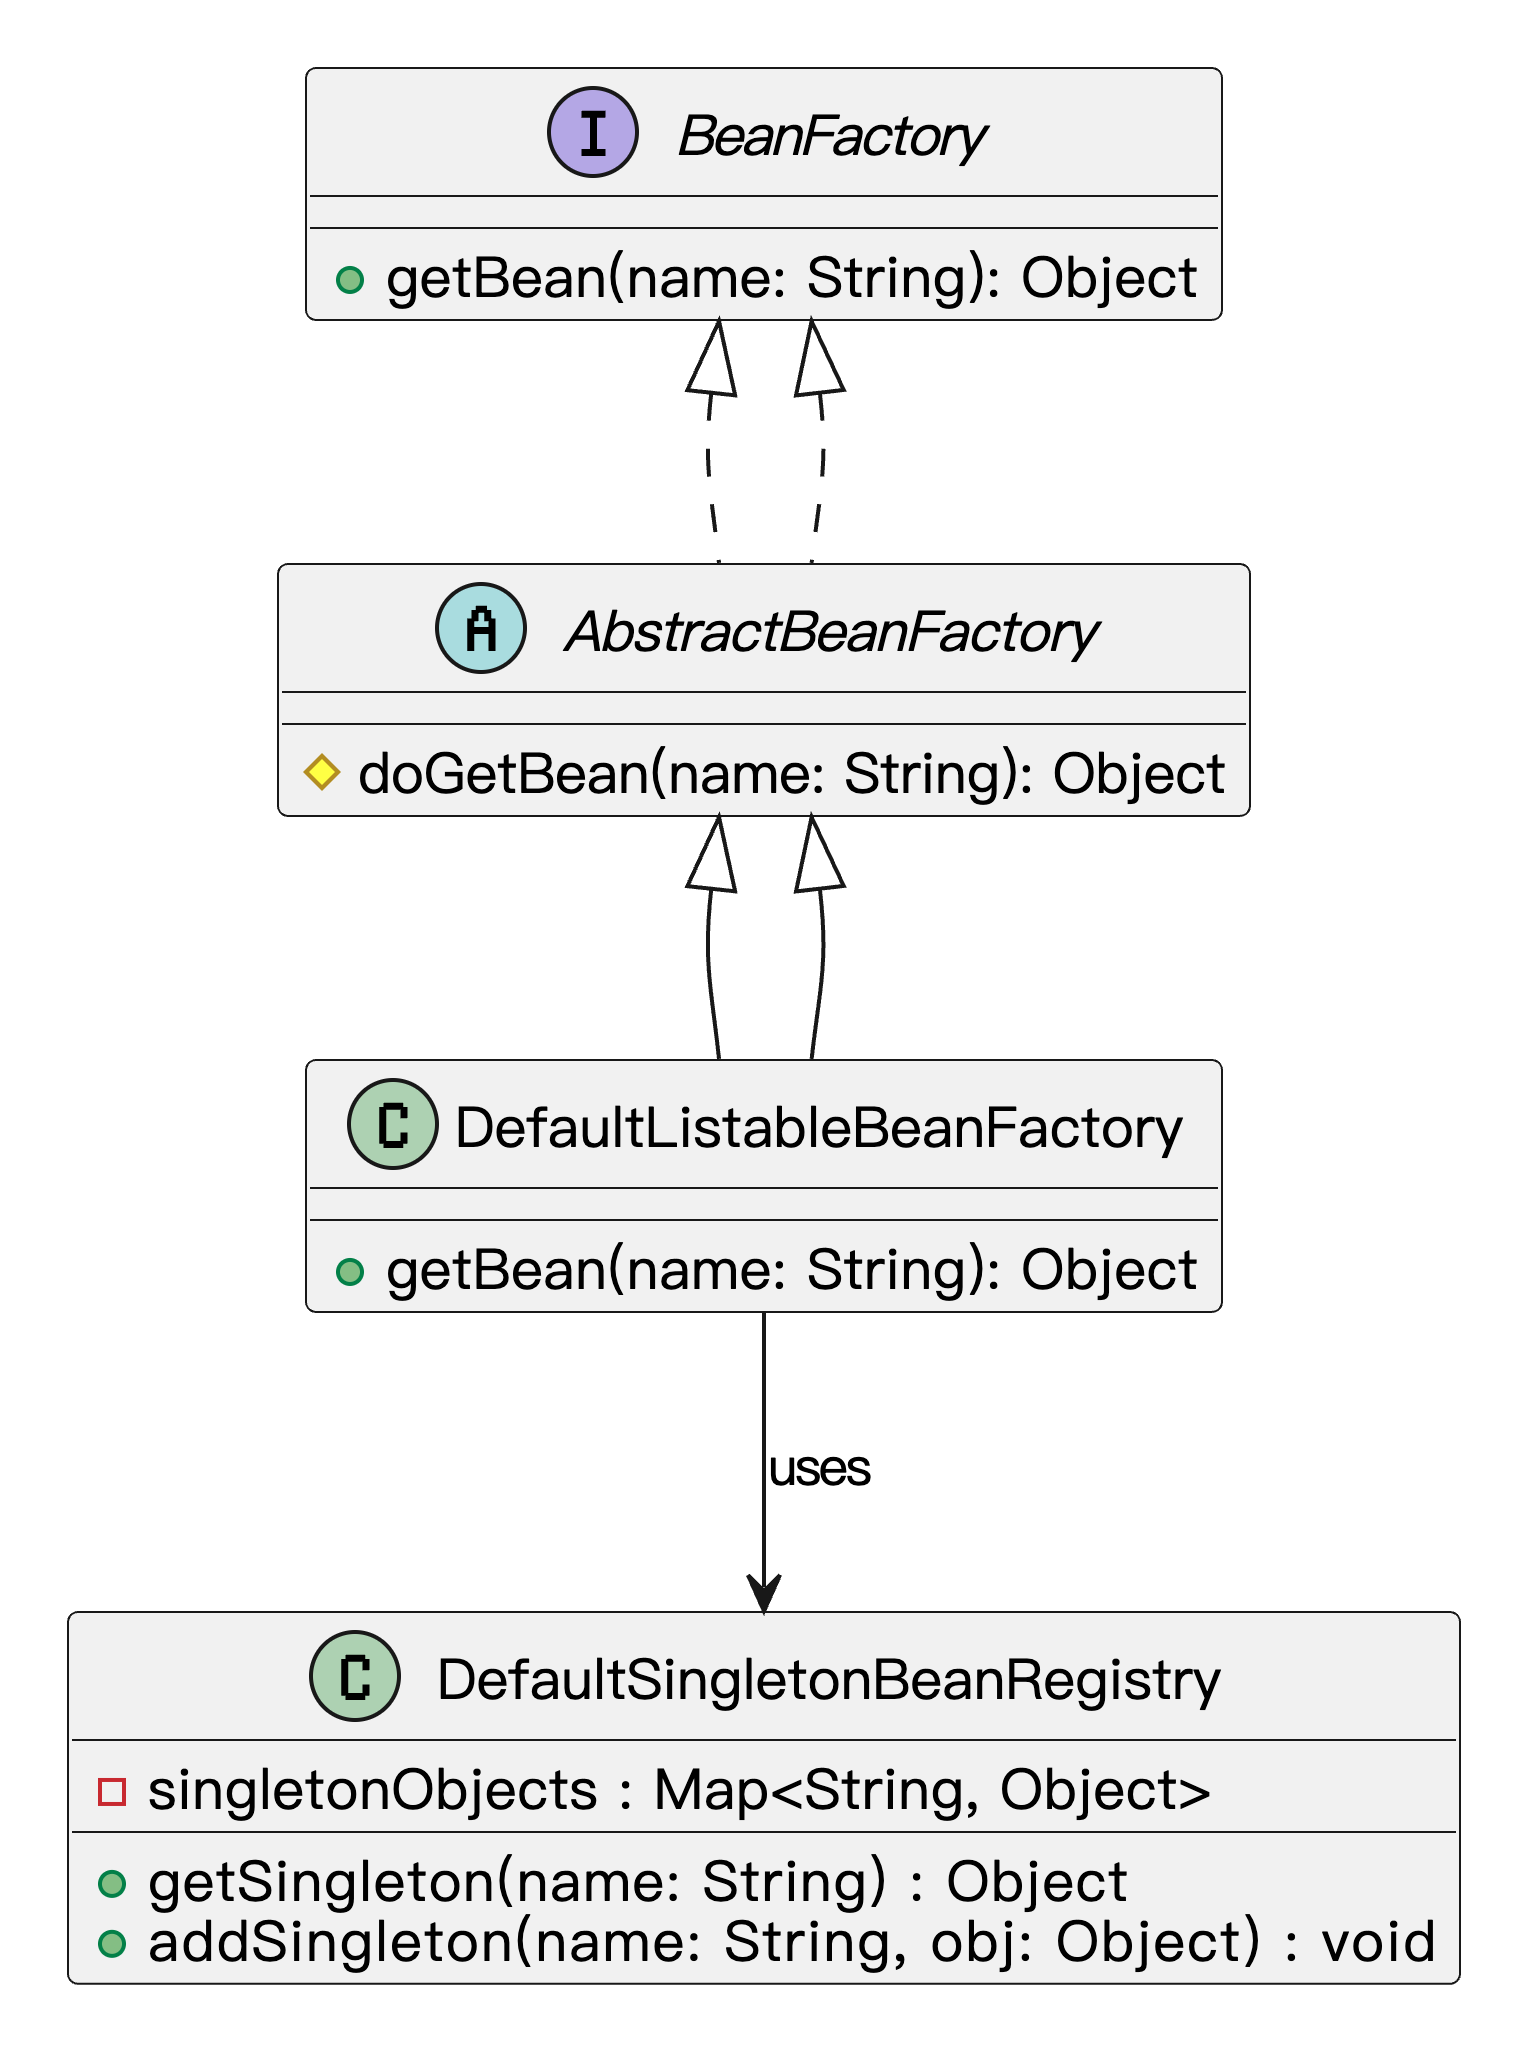 I BeanFactory
getBean(name: String): Object
A AbstractBeanFactory
doGetBean(name: String): Object
C DefaultListableBeanFactory
getBean(name: String): Object
uses
C DefaultSingletonBeanRegistry
singletonObjects : Map<String, Object>
getSingleton(name: String) : Object
addSingleton(name: String, obj: Object) : void